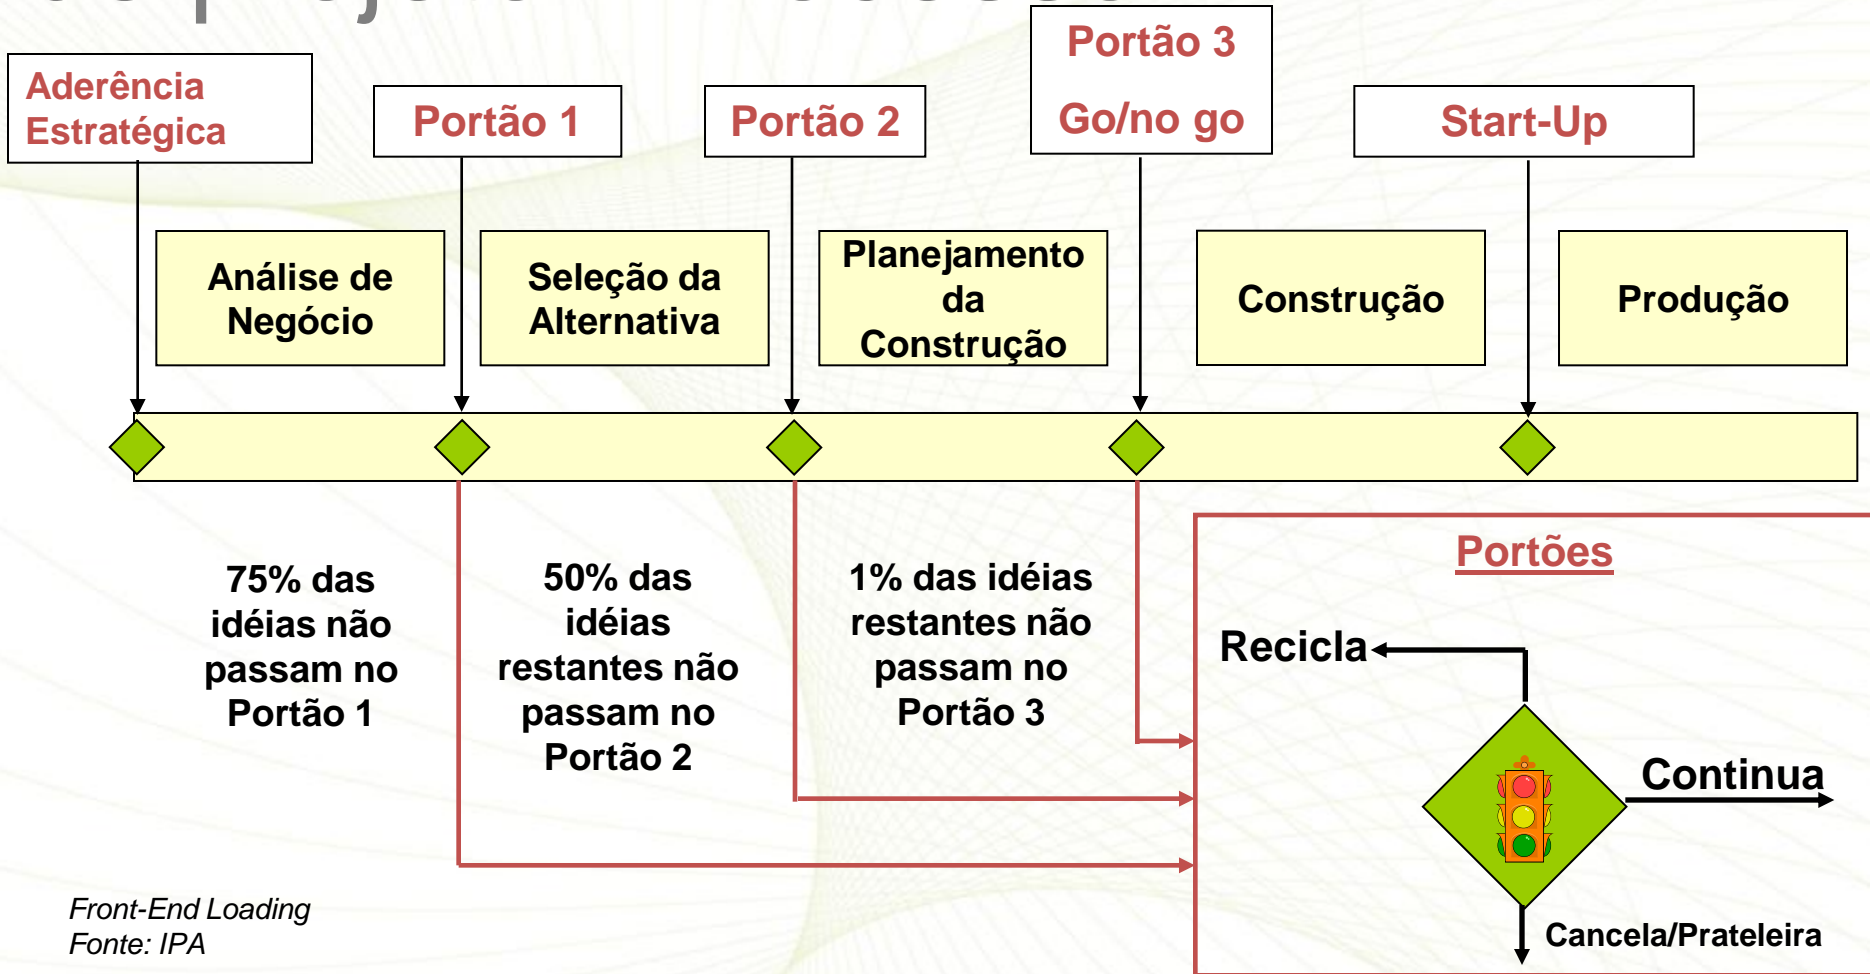 Portão 3
Go/no go
Aderência
Estratégica
Portão 1
Portão 2
Start-Up
Análise de
Negócio
Seleção da
Alternativa
Planejamento
da
Construção
Construção
Produção
75% das
idéias não
passam no
Portão 1
50% das
idéias
restantes não
passam no
Portão 2
1% das idéias
restantes não
passam no
Portão 3
Portões
Recicla
Continua
Cancela/Prateleira
Front-End Loading
Fonte: IPA